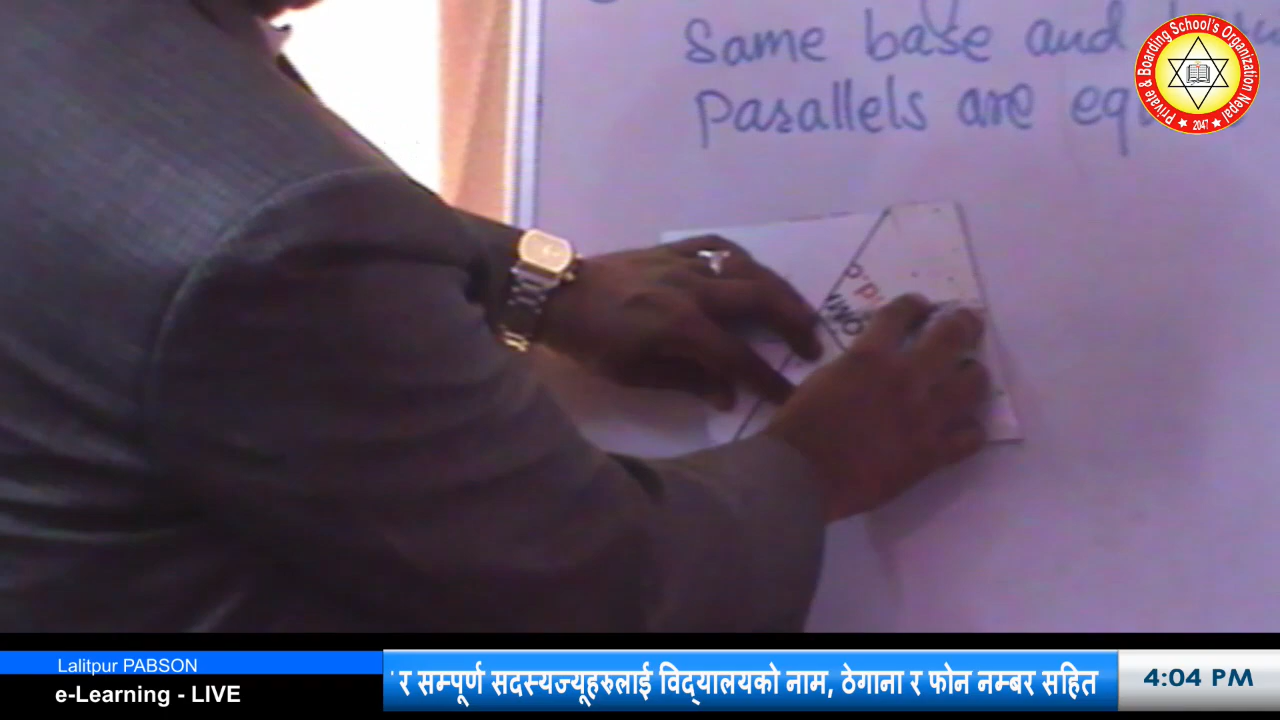 Same base and
Parallels are
Private & Boarding School's Organization Nepal
2047
Lalitpur PABSON
e-Learning - LIVE
र सम्पूर्ण सदस्यज्यूहरुलाई विद्यालयको नाम, ठेगाना र फोन नम्बर सहित
4:04 PM